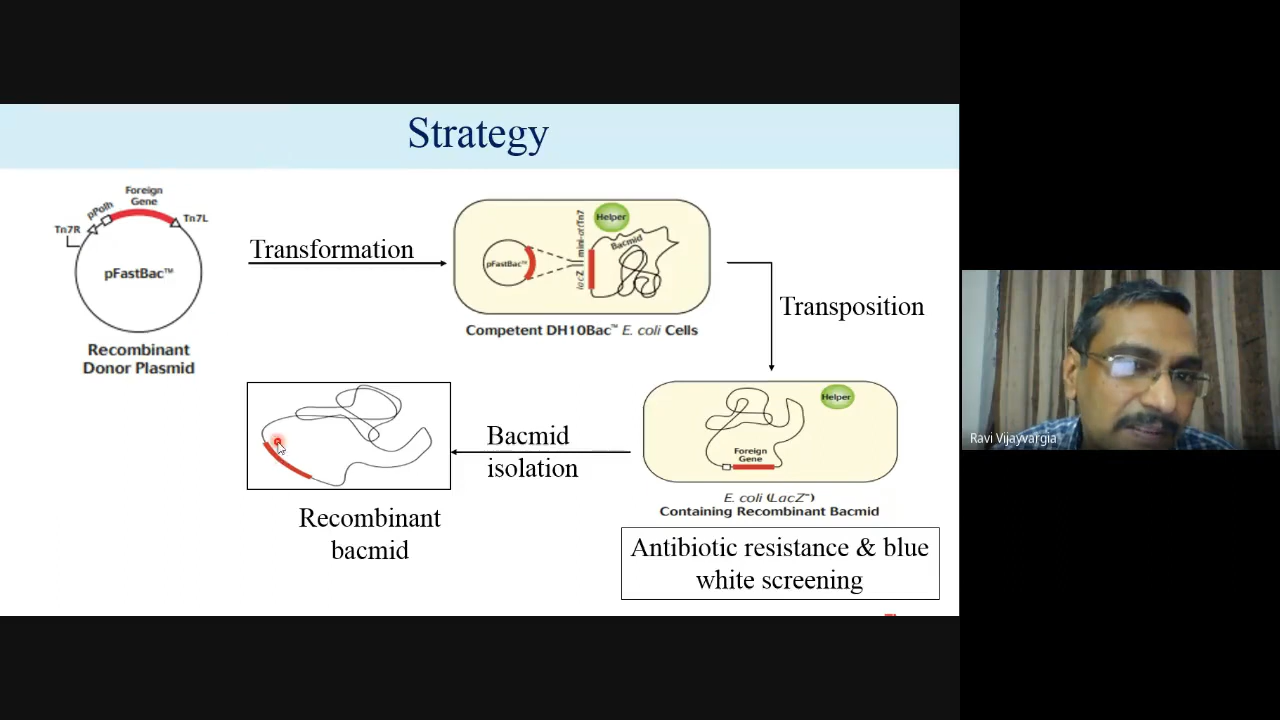 Strategy
Foreign
Gene
pPolh
Tn7R
Tn7L
pFastBac™
Recombinant
Donor Plasmid
Transformation
Helper
mini-attTn7
lacZ
Bacmid
pFastBac™
Competent DH10Bac™ E. coli Cells
Transposition
Helper
Foreign
Gene
E. coli (LacZ⁻)
Containing Recombinant Bacmid
Antibiotic resistance & blue
white screening
Bacmid
isolation
Recombinant
bacmid
Ravi Vijayvargia